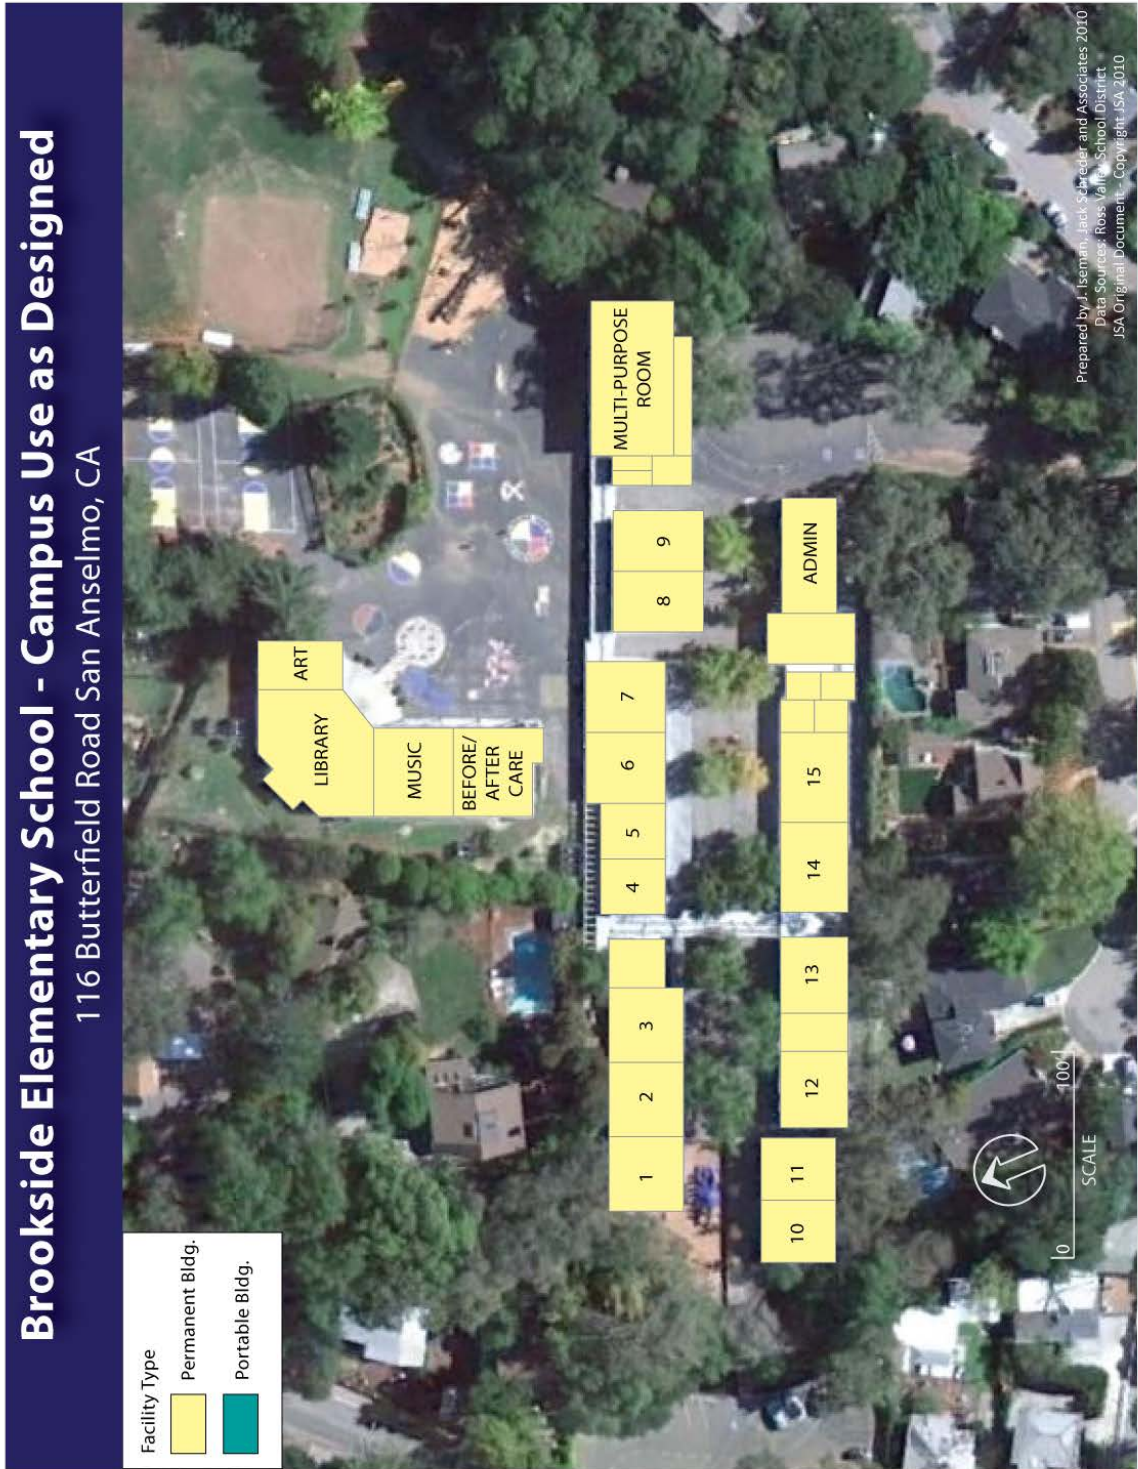 Brookside Elementary School - Campus Use as Designed
116 Butterfield Road San Anselmo, CA
Facility Type
Permanent Bldg.
Portable Bldg.
ART
LIBRARY
MUSIC
BEFORE/
AFTER
CARE
MULTI-PURPOSE
ROOM
1
2
3
4
5
6
7
8
9
ADMIN
10
11
12
13
14
15
0
100'
SCALE
Prepared by J. Iseman, Jack Schreder and Associates 2010
Data Sources: Ross Valley School District
JSA Original Document - Copyright JSA 2010